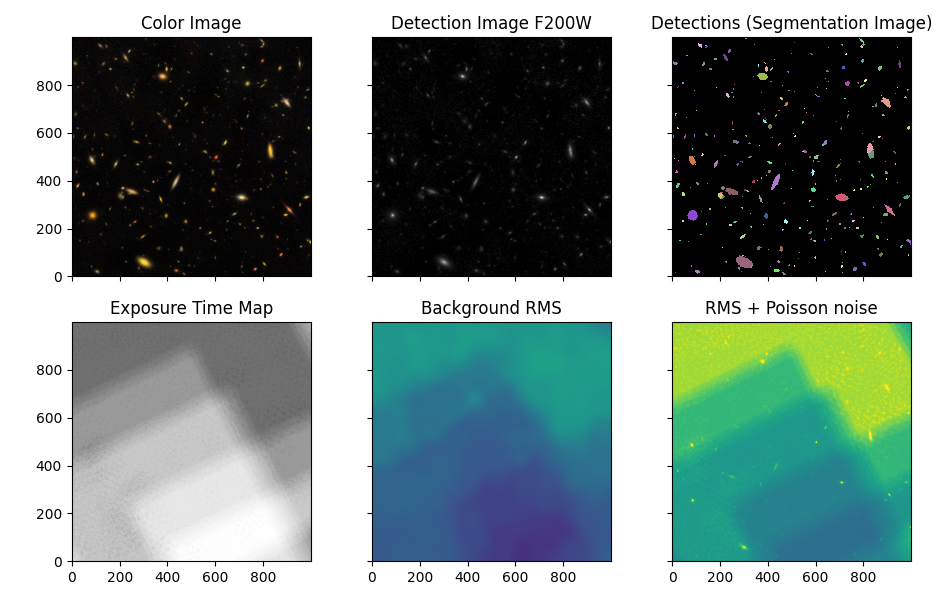 Color Image
Detection Image F200W
Detections (Segmentation Image)
800
600
400
200
0
Exposure Time Map
Background RMS
RMS + Poisson noise
800
600
400
200
0
0 200 400 600 800
0 200 400 600 800
0 200 400 600 800